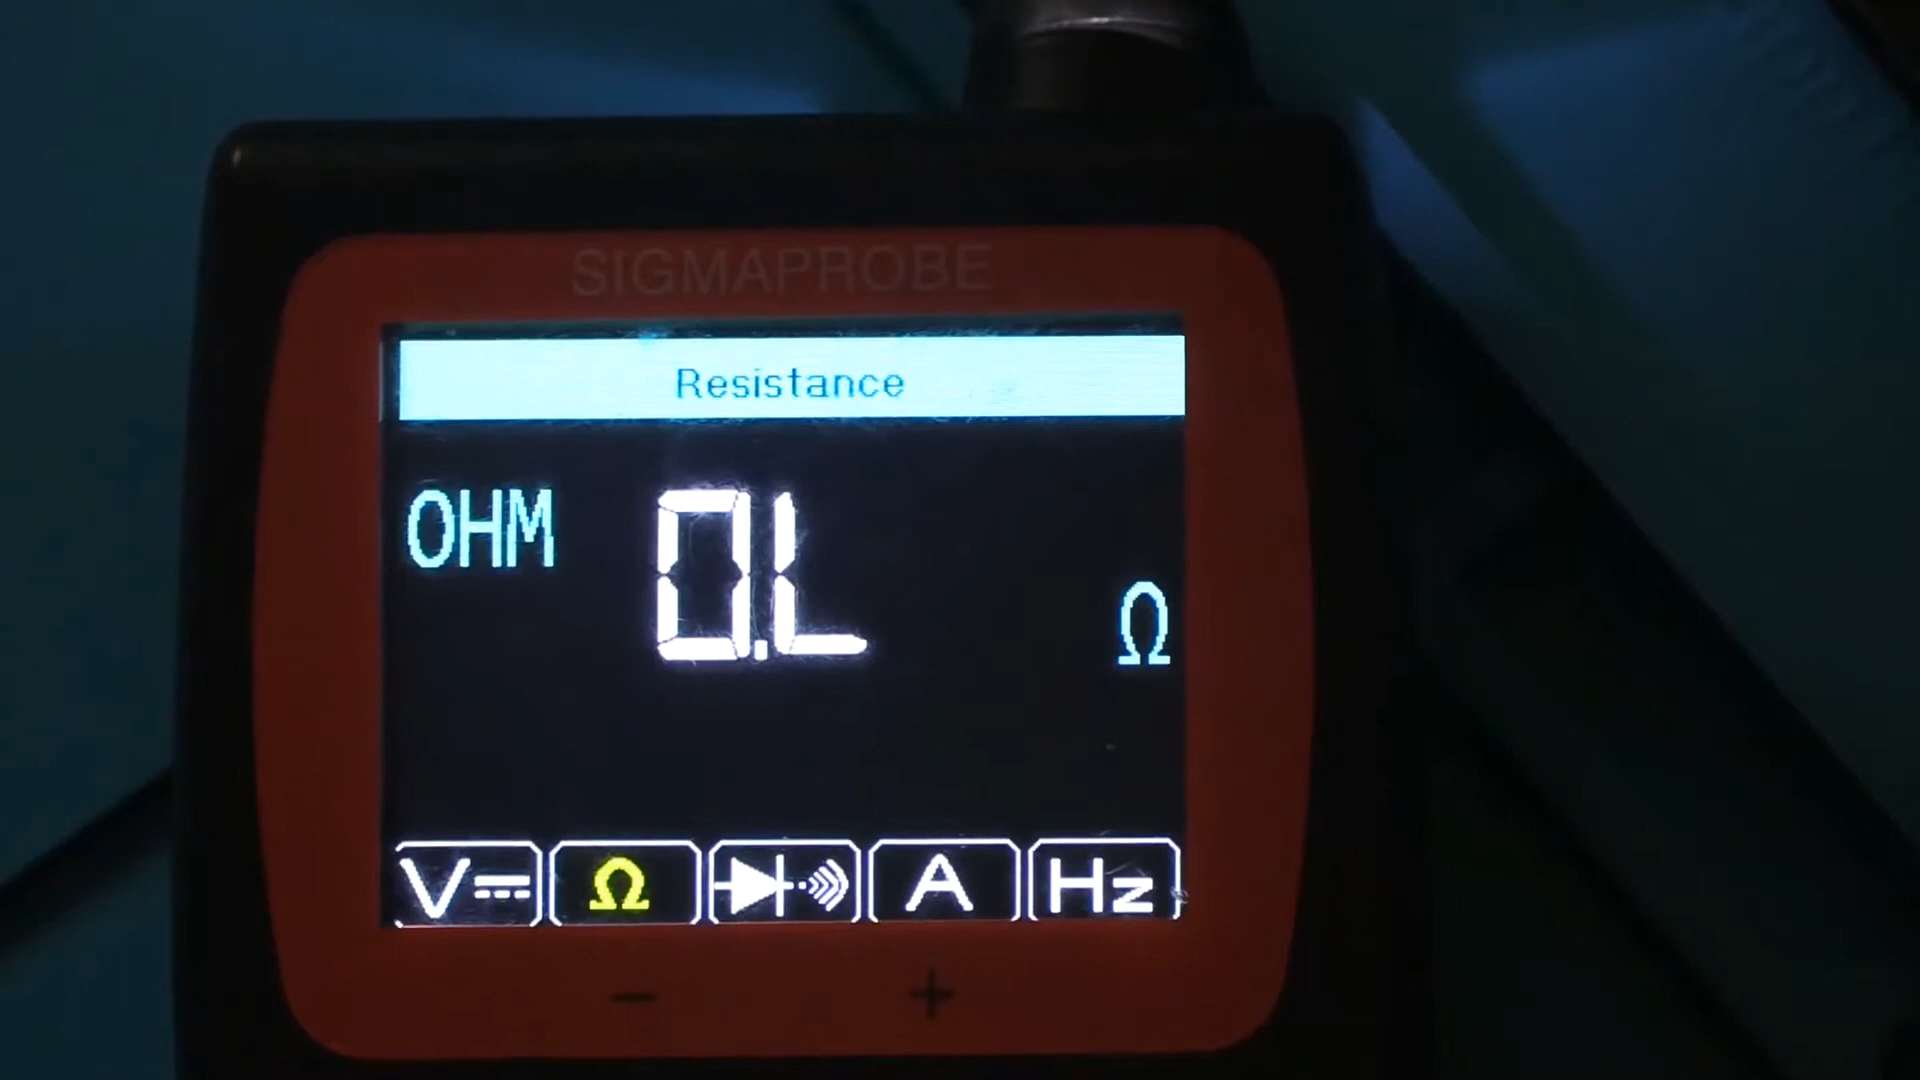 SIGMAPROBE
Resistance
OHM 0.L Ω
V Ω A Hz
− +